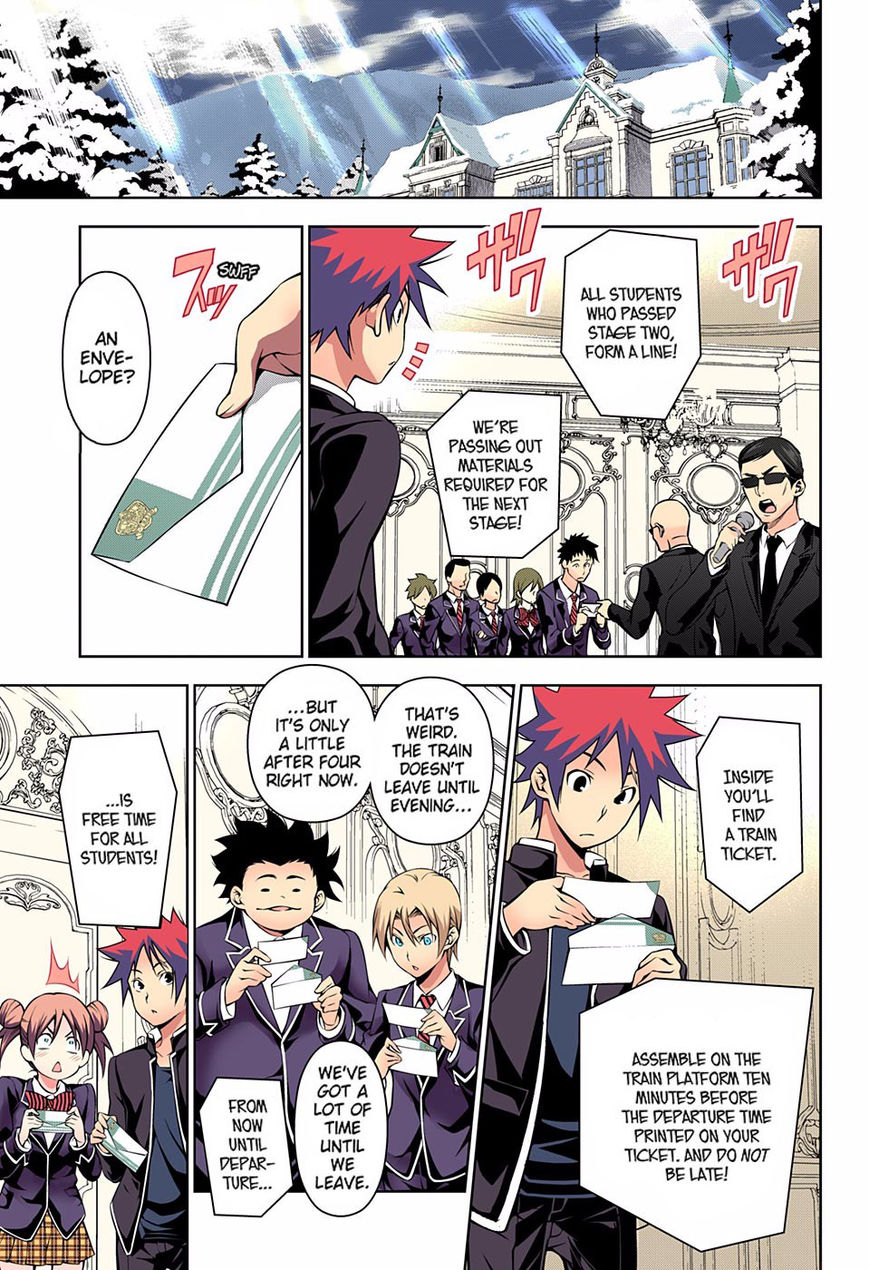 ザワ
ザワ
ALL STUDENTS
WHO PASSED
STAGE TWO,
FORM A LINE!
WE'RE
PASSING OUT
MATERIALS
REQUIRED FOR
THE NEXT
STAGE!
スッ
SWFF
AN
ENVE-
LOPE?
INSIDE
YOU'LL
FIND
A TRAIN
TICKET.
ASSEMBLE ON THE
TRAIN PLATFORM TEN
MINUTES BEFORE
THE DEPARTURE TIME
PRINTED ON YOUR
TICKET. AND DO NOT
BE LATE!
THAT'S
WEIRD.
THE TRAIN
DOESN'T
LEAVE UNTIL
EVENING...
...BUT
IT'S ONLY
A LITTLE
AFTER FOUR
RIGHT NOW.
WE'VE
GOT A
LOT OF
TIME
UNTIL
WE
LEAVE.
FROM
NOW
UNTIL
DEPAR-
TURE...
...IS
FREE TIME
FOR ALL
STUDENTS!